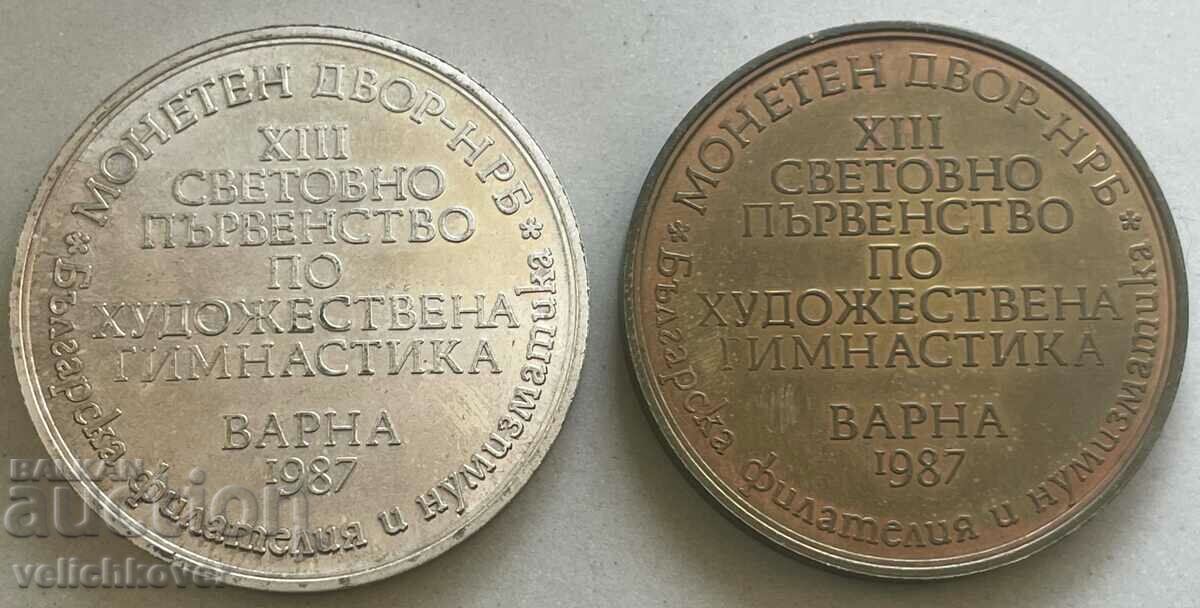 МОНЕТЕН ДВОР-НРБ
XIII
СВЕТОВНО
ПЪРВЕНСТВО
ПО
ХУДОЖЕСТВЕНА
ГИМНАСТИКА
ВАРНА
1987
* Българска филателия и нумизматика *
МОНЕТЕН ДВОР-НРБ
XIII
СВЕТОВНО
ПЪРВЕНСТВО
ПО
ХУДОЖЕСТВЕНА
ГИМНАСТИКА
ВАРНА
1987
* Българска филателия и нумизматика *
BALKAN
auction
velichkover